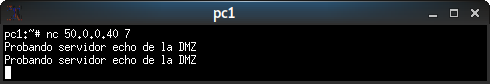 pc1
pc1:~# nc 50.0.0.40 7
Probando servidor echo de la DMZ
Probando servidor echo de la DMZ